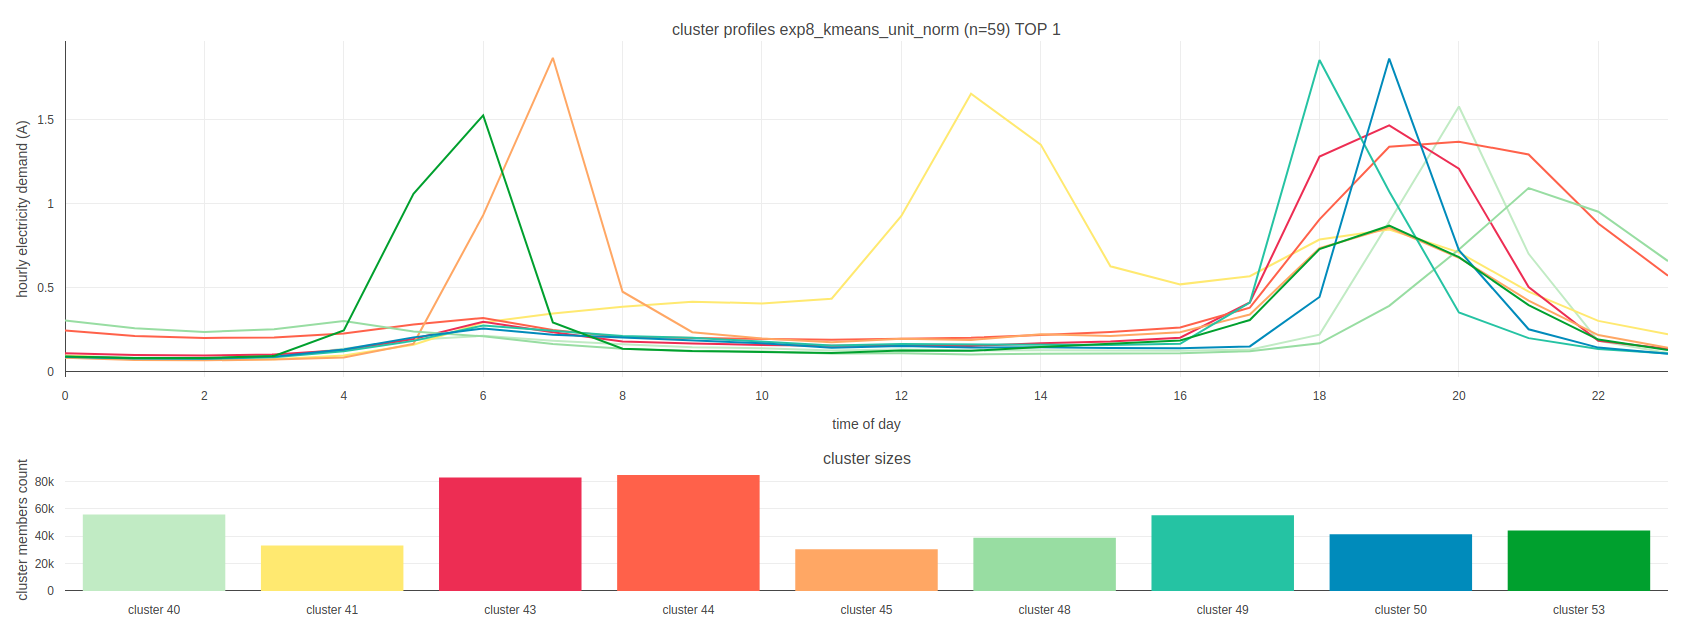 cluster profiles exp8_kmeans_unit_norm (n=59) TOP 1
hourly electricity demand (A)
1.5
1
0.5
0
0 2 4 6 8 10 12 14 16 18 20 22
time of day
cluster sizes
cluster members count
80k
60k
40k
20k
0
cluster 40 cluster 41 cluster 43 cluster 44 cluster 45 cluster 48 cluster 49 cluster 50 cluster 53